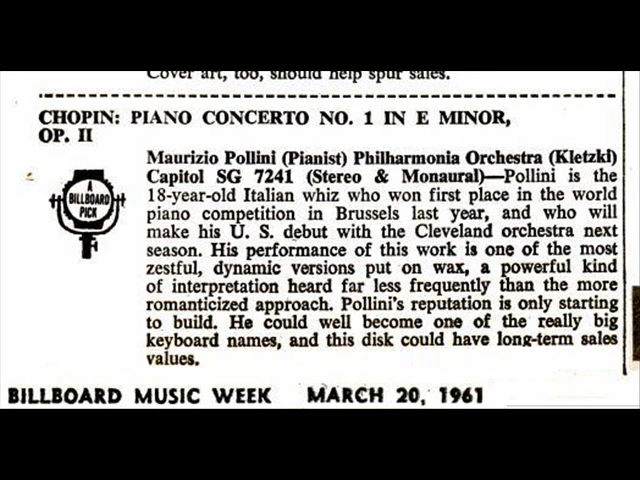 Cover art, too, should help spur sales.
CHOPIN: PIANO CONCERTO NO. 1 IN E MINOR,
OP. II
A
BILLBOARD
PICK
Maurizio Pollini (Pianist) Philharmonia Orchestra (Kletzki)
Capitol SG 7241 (Stereo & Monaural)—Pollini is the
18-year-old Italian whiz who won first place in the world
piano competition in Brussels last year, and who will
make his U. S. debut with the Cleveland orchestra next
season. His performance of this work is one of the most
zestful, dynamic versions put on wax, a powerful kind
of interpretation heard far less frequently than the more
romanticized approach. Pollini's reputation is only starting
to build. He could well become one of the really big
keyboard names, and this disk could have long-term sales
values.
BILLBOARD MUSIC WEEK MARCH 20, 1961